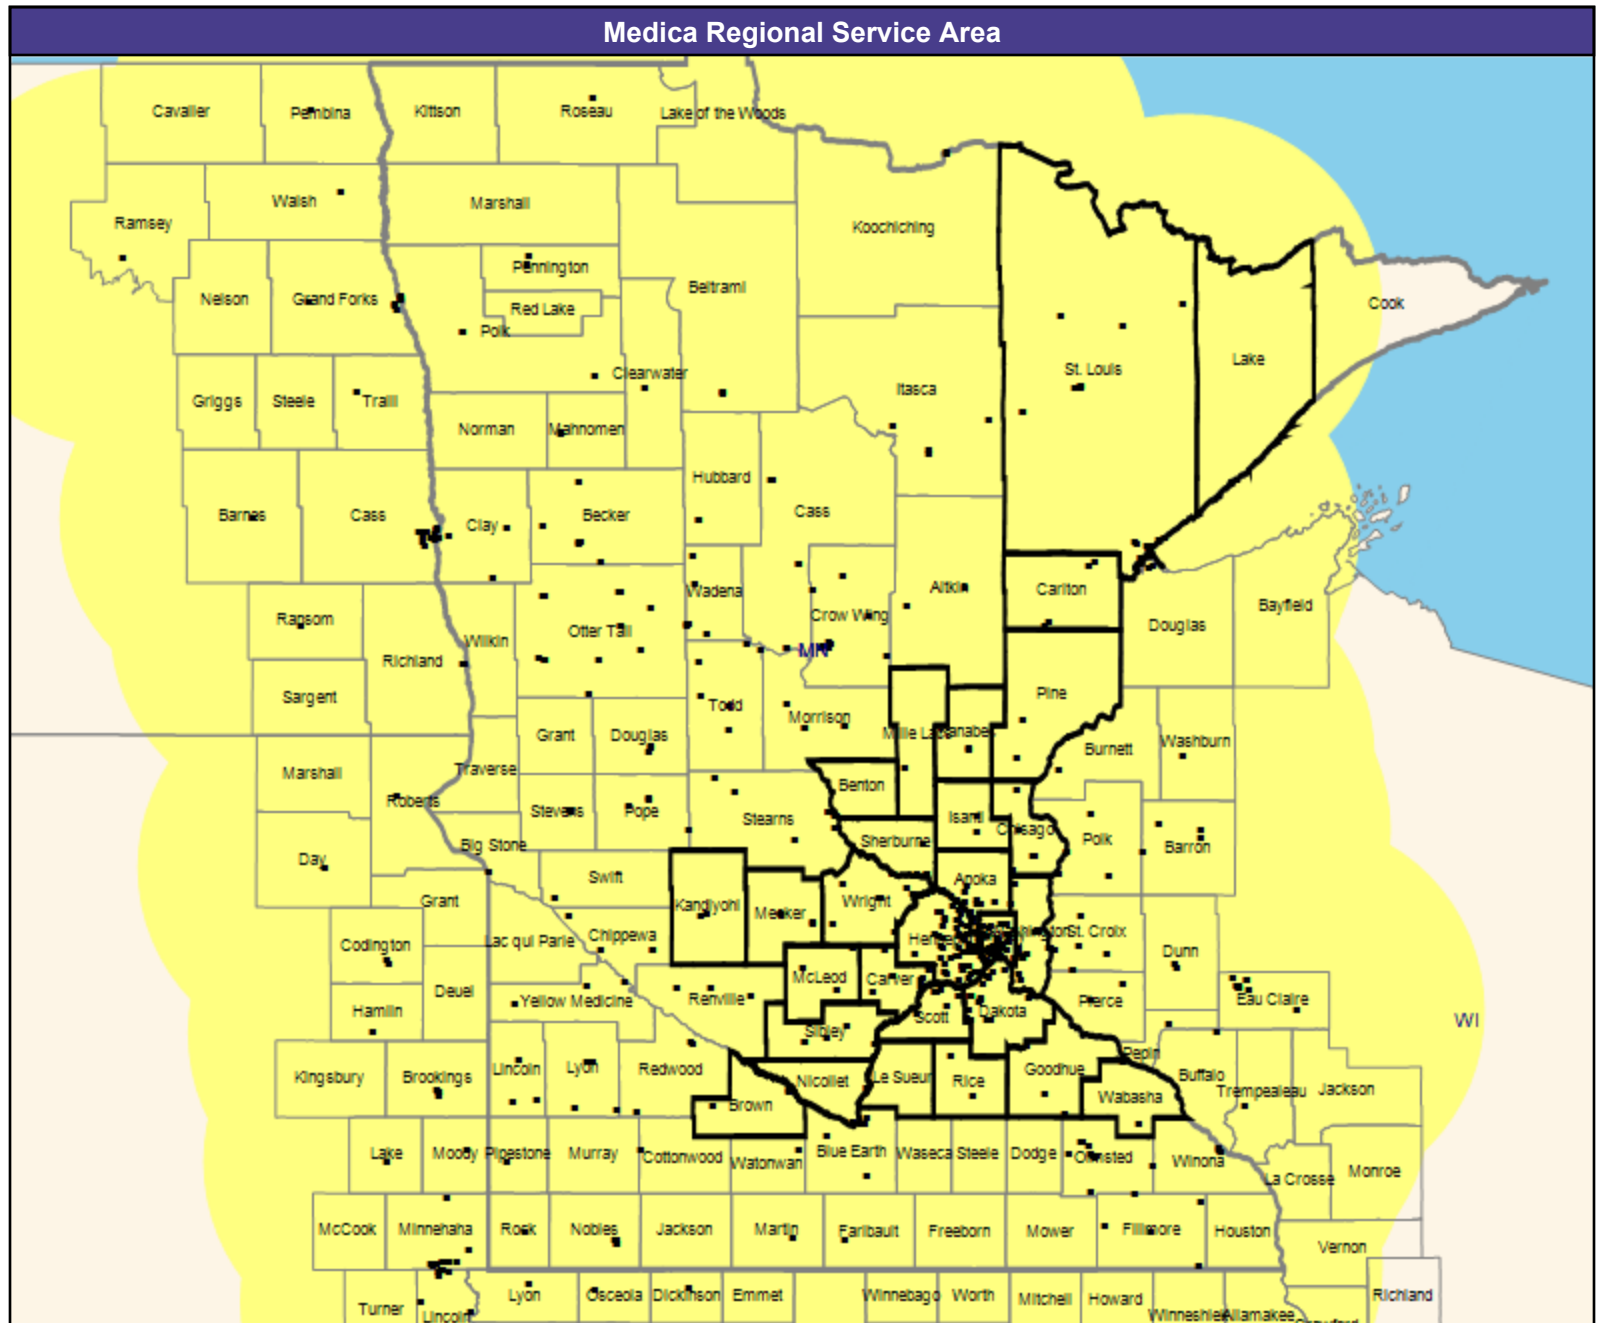 Medica Regional Service Area
Cavalier
Pembina
Kittson
Roseau
Lake of the Woods
Walsh
Marshall
Ramsey
Koochiching
Pennington
Beltrami
Nelson
Grand Forks
Red Lake
Cook
Polk
Lake
St. Louis
Clearwater
Itasca
Griggs
Steele
Traill
Norman
Mahnomen
Hubbard
Cass
Barnes
Cass
Clay
Becker
Aitkin
Carlton
Wadena
Bayfield
Crow Wing
Ransom
Douglas
Otter Tail
Wilkin
MN
Richland
Sargent
Pine
Todd
Morrison
Mille
Grant
Douglas
Burnett
Washburn
Traverse
Marshall
Benton
Roberts
Stevens
Pope
Stearns
Isanti
Chisago
Polk
Barron
Sherburne
Big Stone
Day
Swift
Anoka
Grant
Kandiyohi
Meeker
Wright
St. Croix
Chippewa
Lac qui Parle
Codington
Dunn
McLeod
Carver
Deuel
Yellow Medicine
Renville
Pierce
Eau Claire
Hamlin
Scott
Dakota
WI
Sibley
Pepin
Kingsbury
Brookings
Lincoln
Lyon
Redwood
Nicollet
Le Sueur
Rice
Goodhue
Buffalo
Trempealeau
Jackson
Wabasha
Brown
Lake
Moody
Pipestone
Murray
Cottonwood
Watonwan
Blue Earth
Waseca
Steele
Dodge
Olmsted
Winona
La Crosse
Monroe
McCook
Minnehaha
Rock
Nobles
Jackson
Martin
Faribault
Freeborn
Mower
Fillmore
Houston
Vernon
Turner
Lincoln
Lyon
Osceola
Dickinson
Emmet
Winnebago
Worth
Mitchell
Howard
Allamakee
Richland